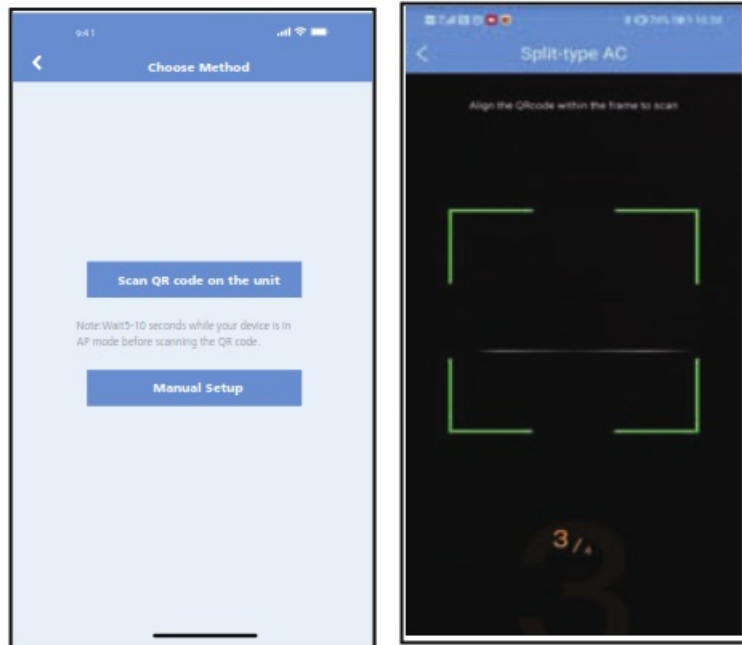 9:41
Choose Method
Scan QR code on the unit
Note:Wait5-10 seconds while your device is in
AP mode before scanning the QR code.
Manual Setup
Split-type AC
Align the QRcode within the frame to scan
3/4
3